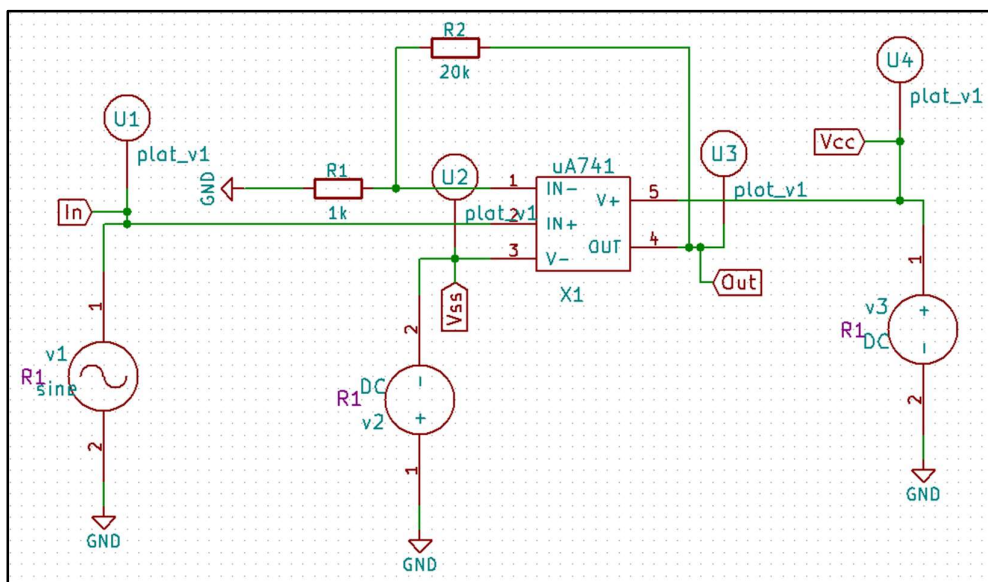 R2
20k
U4
plat_v1
U1
plat_v1
Vcc
U3
uA741
U2
R1
GND
1k
1
IN-
V+
5
plat_v1
In
plat_v1
2
IN+
OUT
4
3
V-
X1
Out
Vss
1
v3
+
R1
DC
-
2
GND
1
v1
R1
sine
2
GND
2
-
DC
R1
v2
+
1
GND